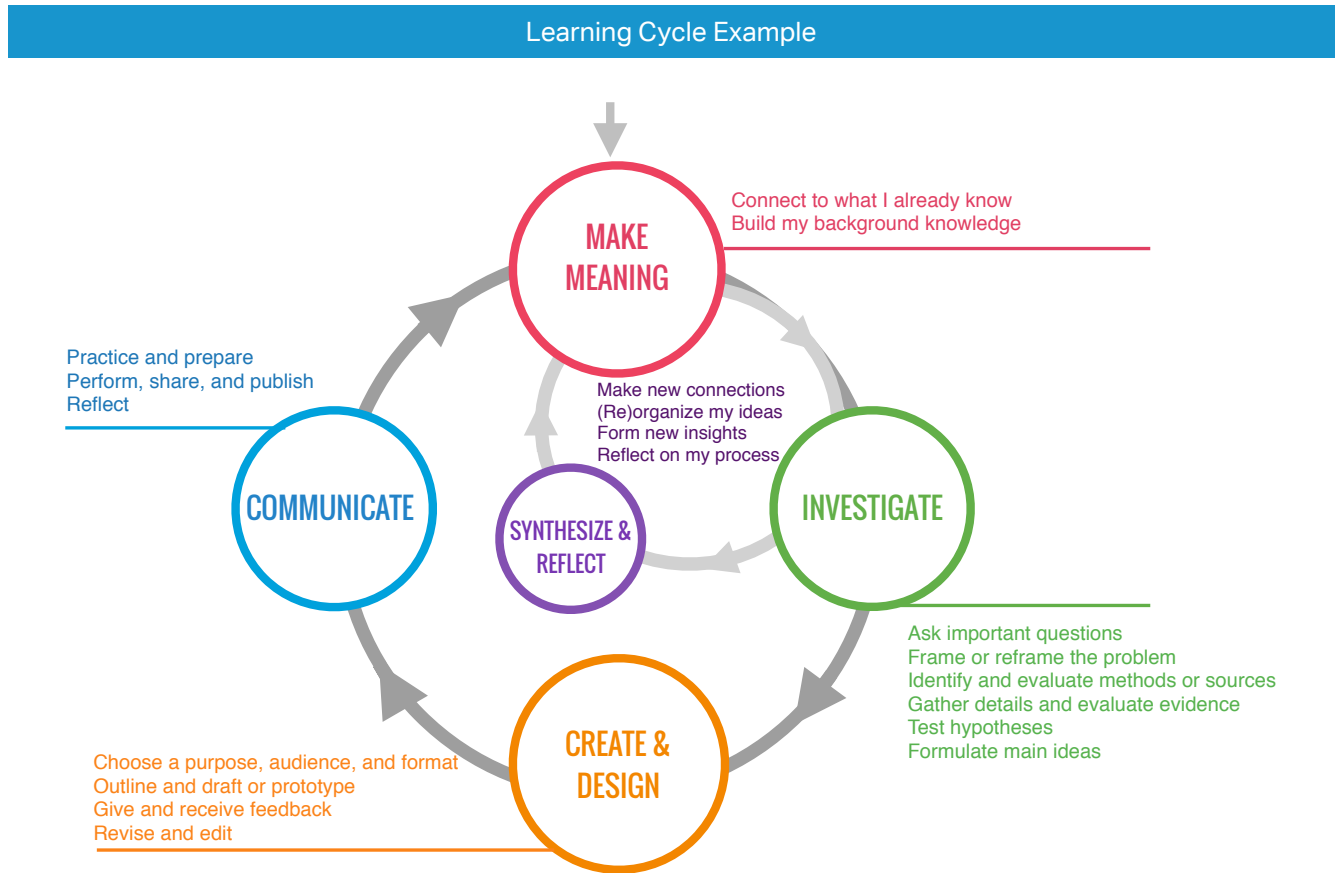 Learning Cycle Example
MAKE
MEANING
Connect to what I already know
Build my background knowledge
Practice and prepare
Perform, share, and publish
Reflect
Make new connections
(Re)organize my ideas
Form new insights
Reflect on my process
COMMUNICATE
SYNTHESIZE &
REFLECT
INVESTIGATE
Ask important questions
Frame or reframe the problem
Identify and evaluate methods or sources
Gather details and evaluate evidence
Test hypotheses
Formulate main ideas
CREATE &
DESIGN
Choose a purpose, audience, and format
Outline and draft or prototype
Give and receive feedback
Revise and edit